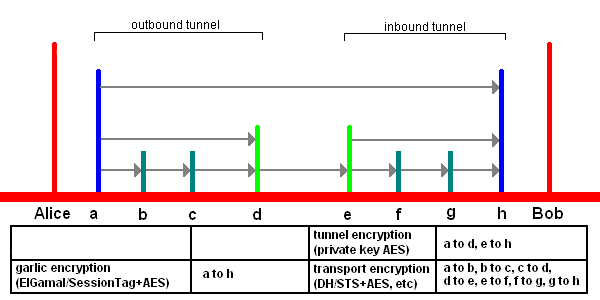 outbound tunnel inbound tunnel
Alice a b c d e f g h Bob
tunnel encryption
(private key AES)
a to d, e to h
garlic encryption
(ElGamal/SessionTag+AES)
a to h
transport encryption
(DH/STS+AES, etc)
a to b, b to c, c to d,
d to e, e to f, f to g, g to h